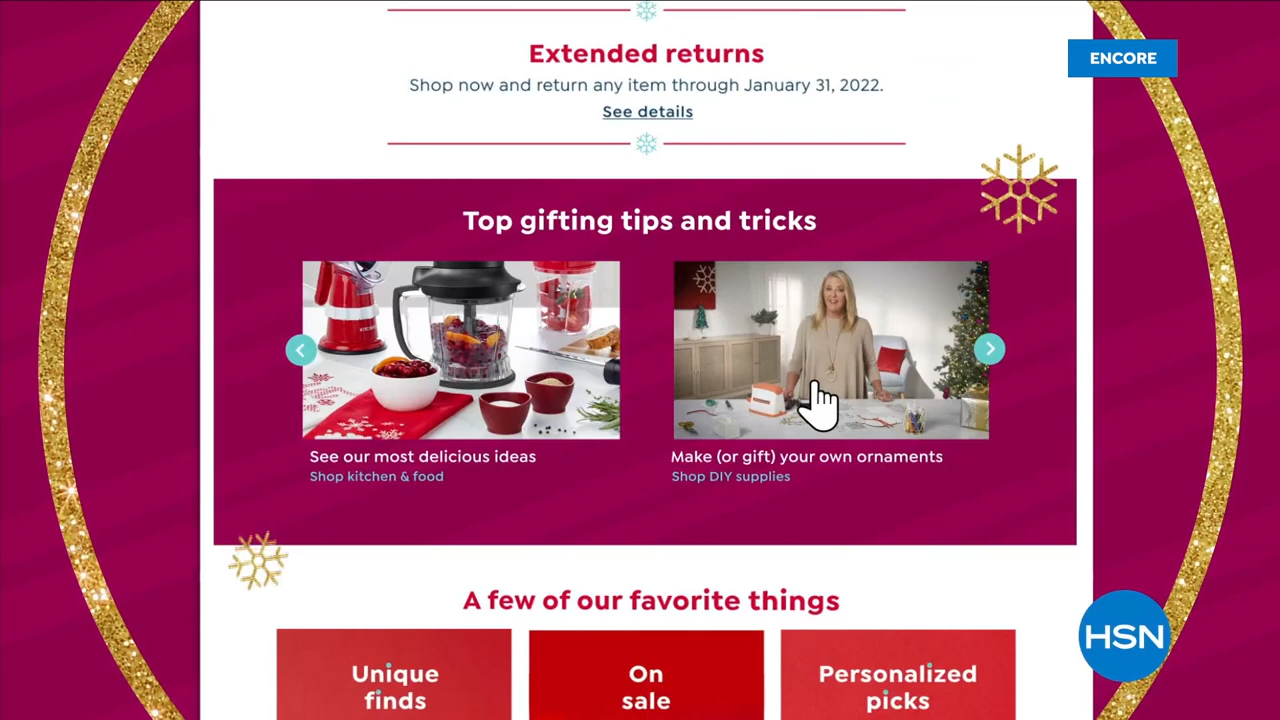 Extended returns
ENCORE
Shop now and return any item through January 31, 2022.
See details
Top gifting tips and tricks
See our most delicious ideas
Make (or gift) your own ornaments
Shop kitchen & food
Shop DIY supplies
A few of our favorite things
HSN
Unique
finds
On
sale
Personalized
picks